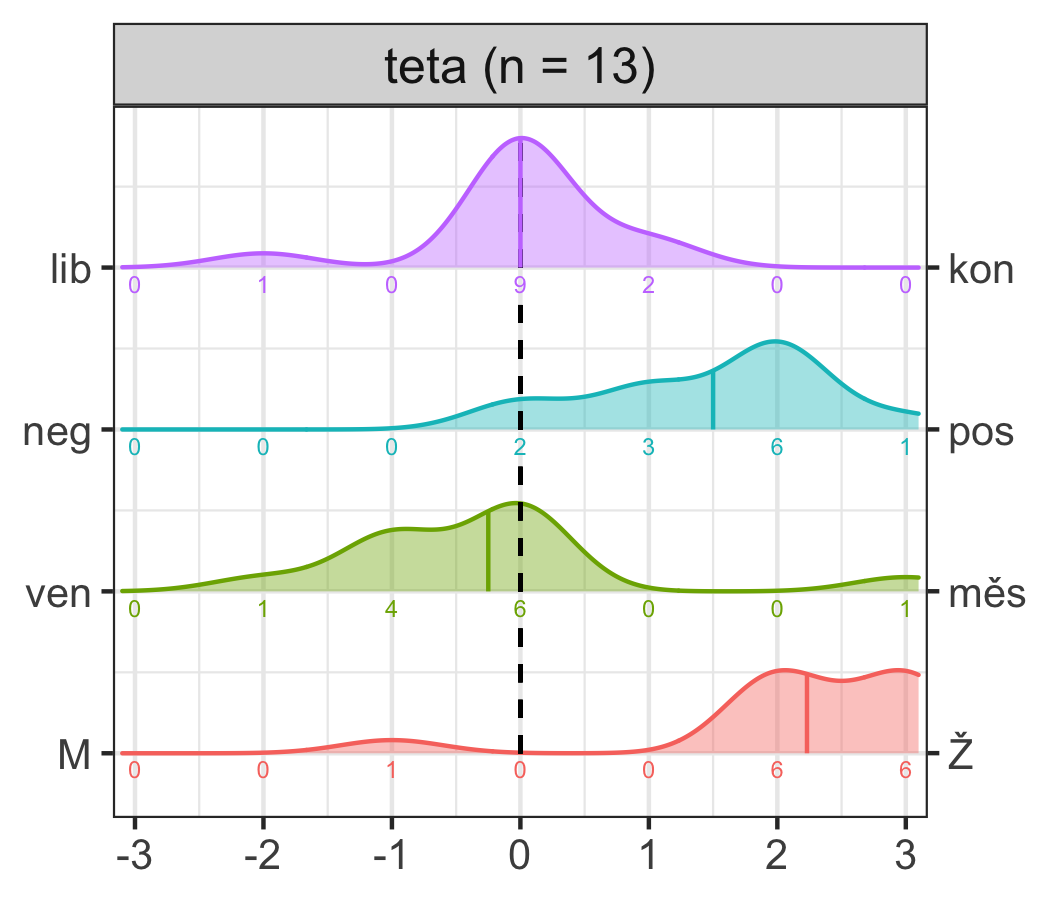 teta (n = 13)
lib kon
0 1 0 9 2 0 0
neg pos
0 0 0 2 3 6 1
ven měs
0 1 4 6 0 0 1
M Ž
0 0 1 0 0 6 6
-3 -2 -1 0 1 2 3